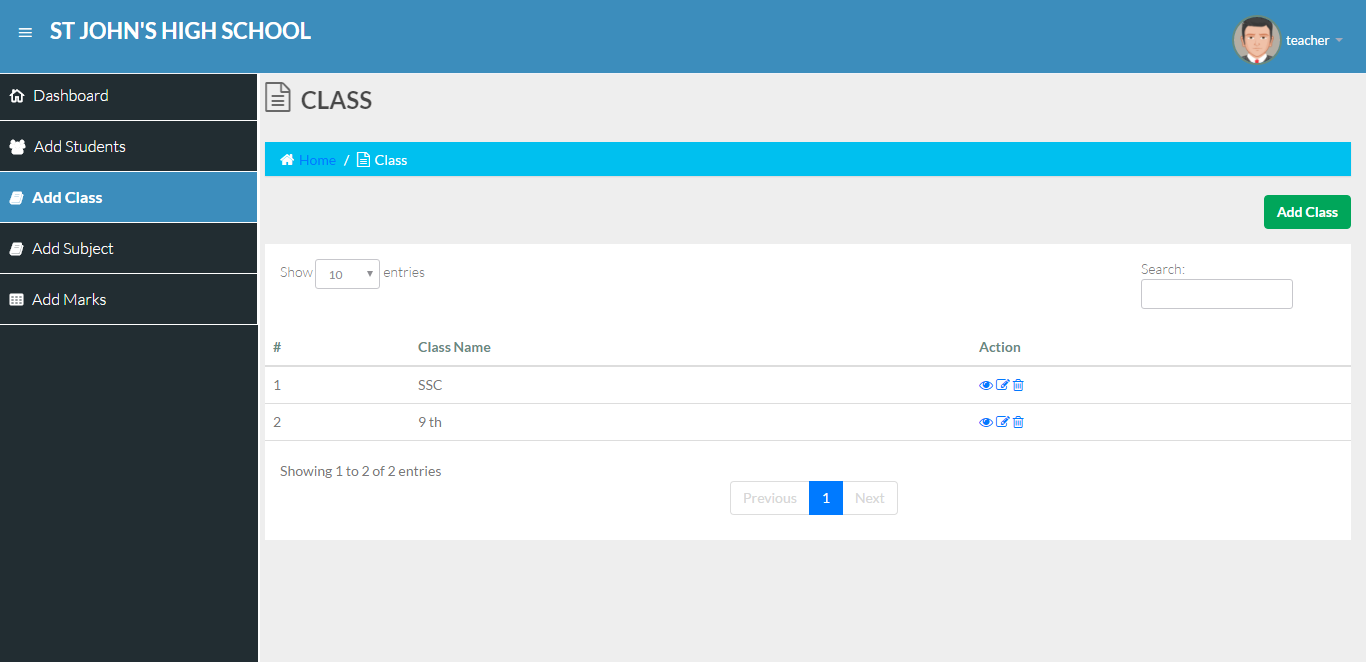 ST JOHN'S HIGH SCHOOL
teacher
Dashboard
Add Students
Add Class
Add Subject
Add Marks
CLASS
Home / Class
Add Class
Show 10 entries
Search:
# Class Name Action
1 SSC
2 9 th
Showing 1 to 2 of 2 entries
Previous 1 Next